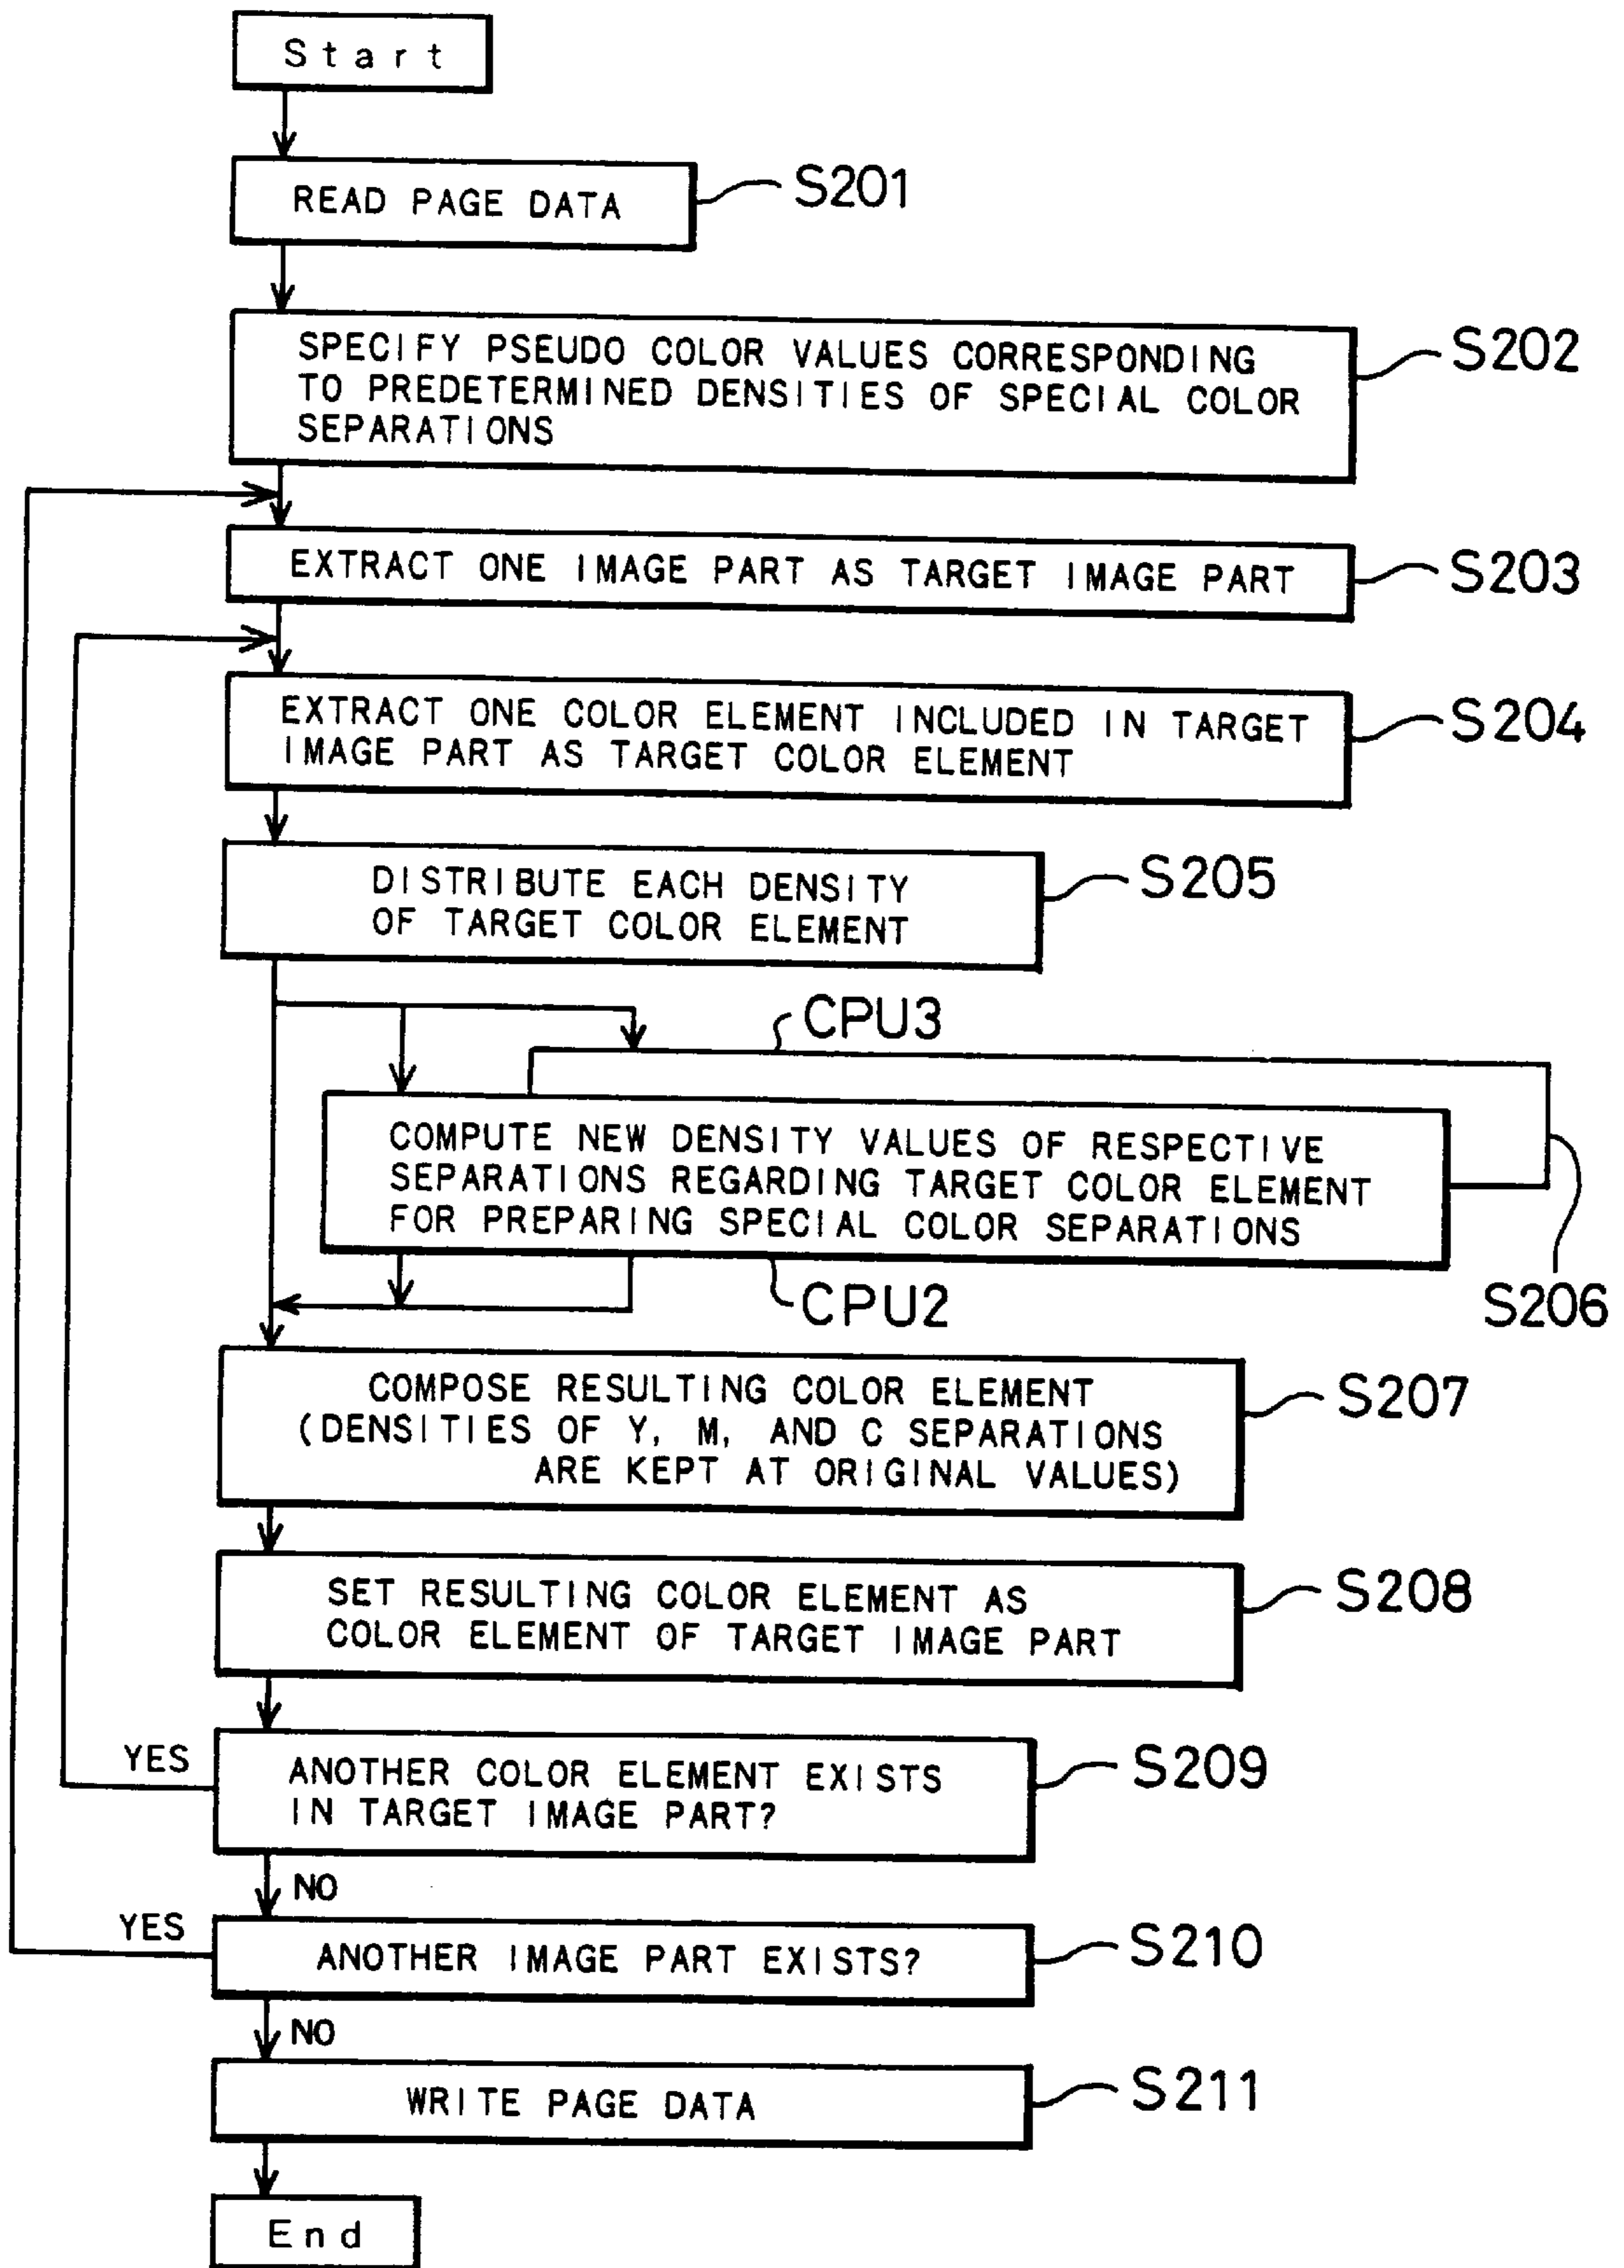 Start
READ PAGE DATA
S201
SPECIFY PSEUDO COLOR VALUES CORRESPONDING
TO PREDETERMINED DENSITIES OF SPECIAL COLOR
SEPARATIONS
S202
EXTRACT ONE IMAGE PART AS TARGET IMAGE PART
S203
EXTRACT ONE COLOR ELEMENT INCLUDED IN TARGET
IMAGE PART AS TARGET COLOR ELEMENT
S204
DISTRIBUTE EACH DENSITY
OF TARGET COLOR ELEMENT
S205
CPU3
COMPUTE NEW DENSITY VALUES OF RESPECTIVE
SEPARATIONS REGARDING TARGET COLOR ELEMENT
FOR PREPARING SPECIAL COLOR SEPARATIONS
CPU2
S206
COMPOSE RESULTING COLOR ELEMENT
(DENSITIES OF Y, M, AND C SEPARATIONS
ARE KEPT AT ORIGINAL VALUES)
S207
SET RESULTING COLOR ELEMENT AS
COLOR ELEMENT OF TARGET IMAGE PART
S208
YES
ANOTHER COLOR ELEMENT EXISTS
IN TARGET IMAGE PART?
S209
NO
YES
ANOTHER IMAGE PART EXISTS?
S210
NO
WRITE PAGE DATA
S211
End